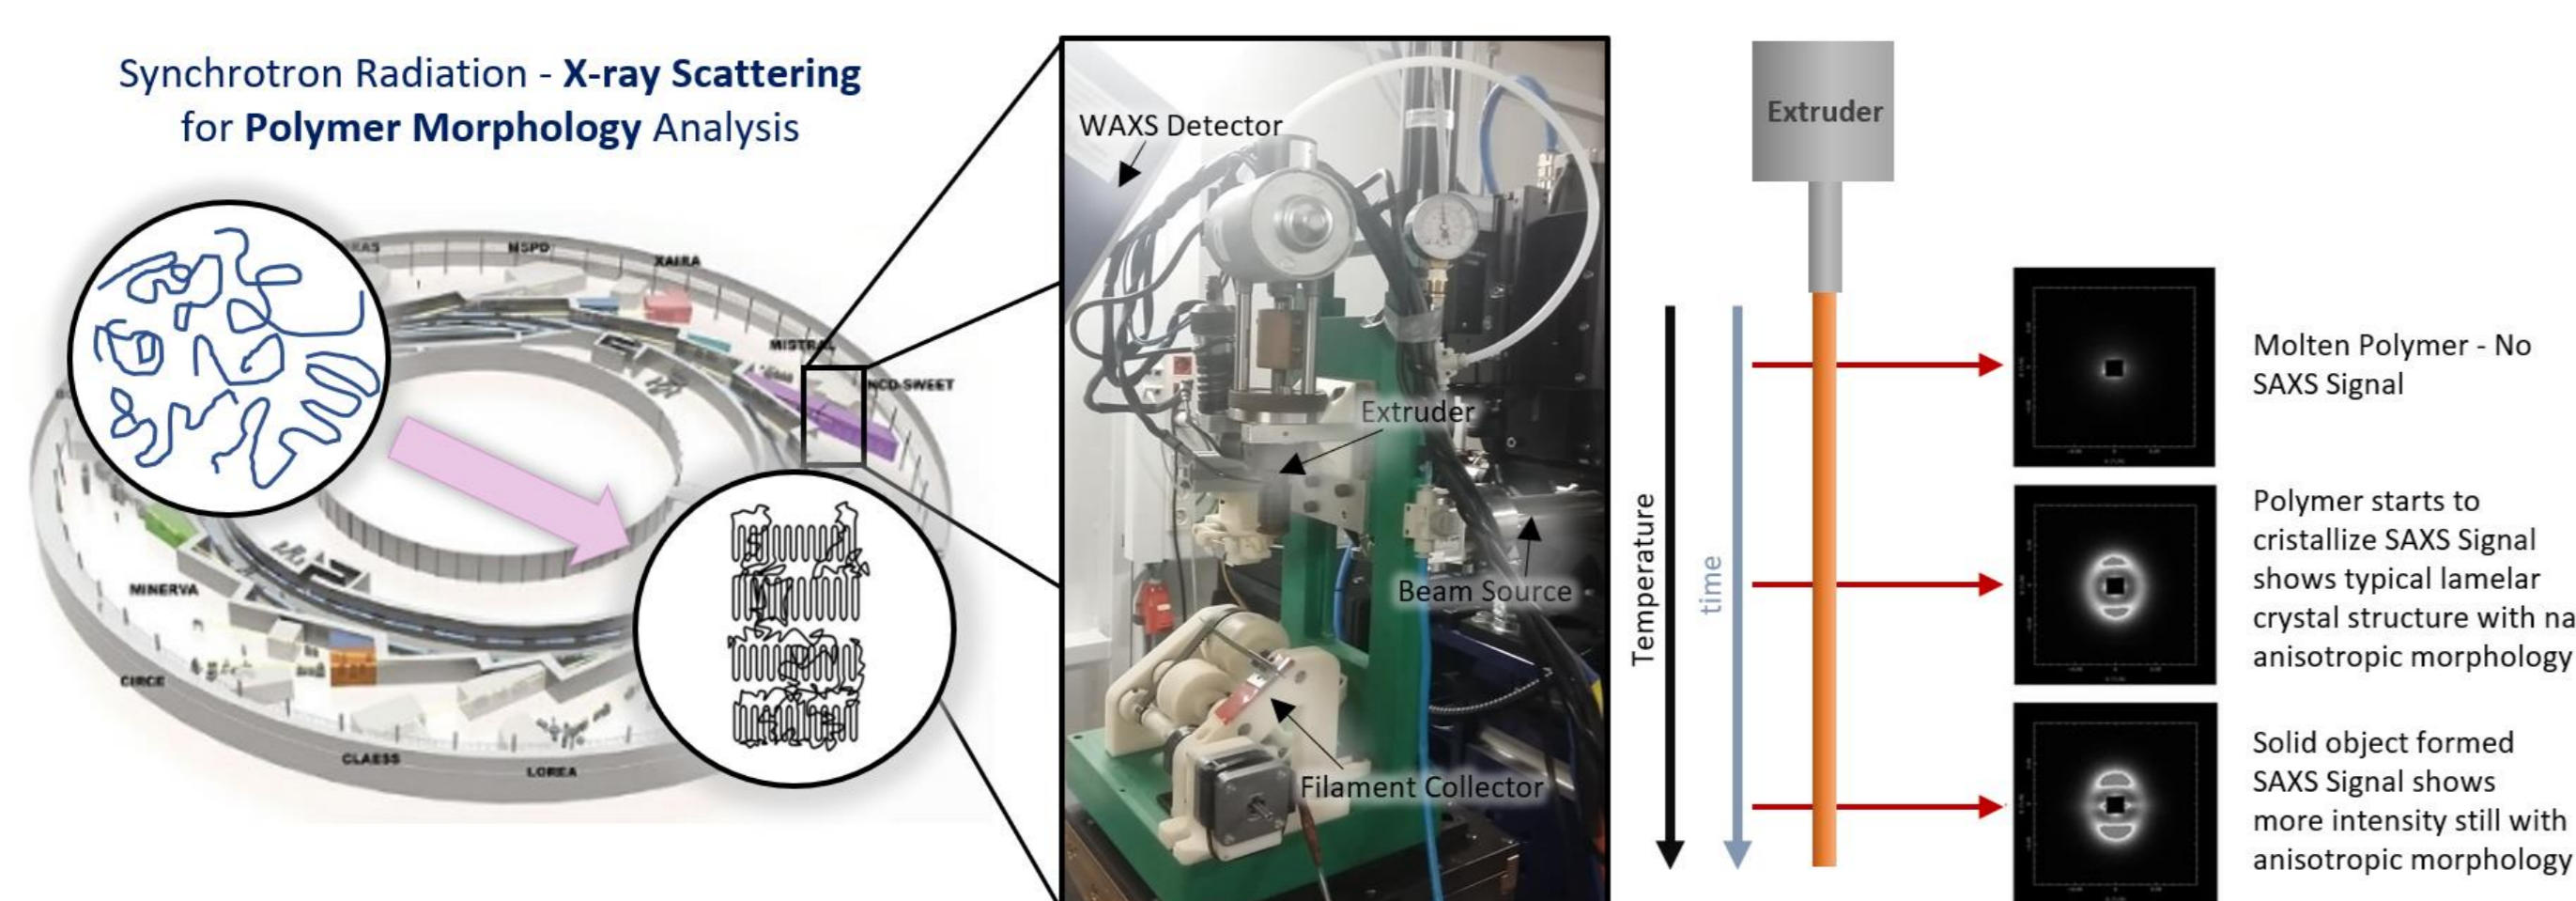 Synchrotron Radiation - X-ray Scattering
for Polymer Morphology Analysis
MSPD
XAIRA
MISTRAL
NCD-SWEET
MINERVA
CIRCE
CLAESS
LOREA
WAXS Detector
Extruder
Beam Source
Filament Collector
Extruder
Temperature
time
Molten Polymer - No
SAXS Signal
Polymer starts to
cristallize SAXS Signal
shows typical lamelar
crystal structure with na
anisotropic morphology
Solid object formed
SAXS Signal shows
more intensity still with
anisotropic morphology